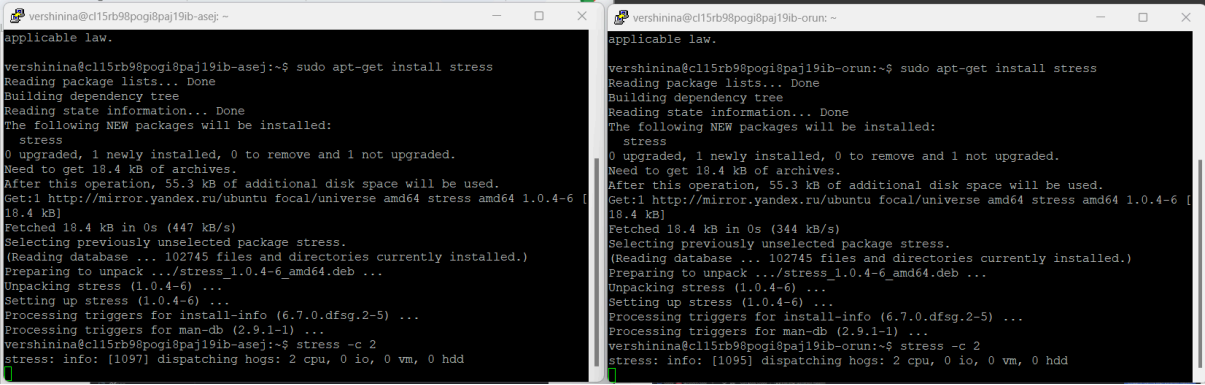 vershinina@cl15rb98pogi8paj19ib-asej: ~
applicable law.
vershinina@cl15rb98pogi8paj19ib-asej:~$ sudo apt-get install stress
Reading package lists... Done
Building dependency tree
Reading state information... Done
The following NEW packages will be installed:
stress
0 upgraded, 1 newly installed, 0 to remove and 1 not upgraded.
Need to get 18.4 kB of archives.
After this operation, 55.3 kB of additional disk space will be used.
Get:1 http://mirror.yandex.ru/ubuntu focal/universe amd64 stress amd64 1.0.4-6 [
18.4 kB]
Fetched 18.4 kB in 0s (447 kB/s)
Selecting previously unselected package stress.
(Reading database ... 102745 files and directories currently installed.)
Preparing to unpack .../stress_1.0.4-6_amd64.deb ...
Unpacking stress (1.0.4-6) ...
Setting up stress (1.0.4-6) ...
Processing triggers for install-info (6.7.0.dfsg.2-5) ...
Processing triggers for man-db (2.9.1-1) ...
vershinina@cl15rb98pogi8paj19ib-asej:~$ stress -c 2
stress: info: [1097] dispatching hogs: 2 cpu, 0 io, 0 vm, 0 hdd
vershinina@cl15rb98pogi8paj19ib-orun: ~
applicable law.
vershinina@cl15rb98pogi8paj19ib-orun:~$ sudo apt-get install stress
Reading package lists... Done
Building dependency tree
Reading state information... Done
The following NEW packages will be installed:
stress
0 upgraded, 1 newly installed, 0 to remove and 1 not upgraded.
Need to get 18.4 kB of archives.
After this operation, 55.3 kB of additional disk space will be used.
Get:1 http://mirror.yandex.ru/ubuntu focal/universe amd64 stress amd64 1.0.4-6 [
18.4 kB]
Fetched 18.4 kB in 0s (344 kB/s)
Selecting previously unselected package stress.
(Reading database ... 102745 files and directories currently installed.)
Preparing to unpack .../stress_1.0.4-6_amd64.deb ...
Unpacking stress (1.0.4-6) ...
Setting up stress (1.0.4-6) ...
Processing triggers for install-info (6.7.0.dfsg.2-5) ...
Processing triggers for man-db (2.9.1-1) ...
vershinina@cl15rb98pogi8paj19ib-orun:~$ stress -c 2
stress: info: [1095] dispatching hogs: 2 cpu, 0 io, 0 vm, 0 hdd